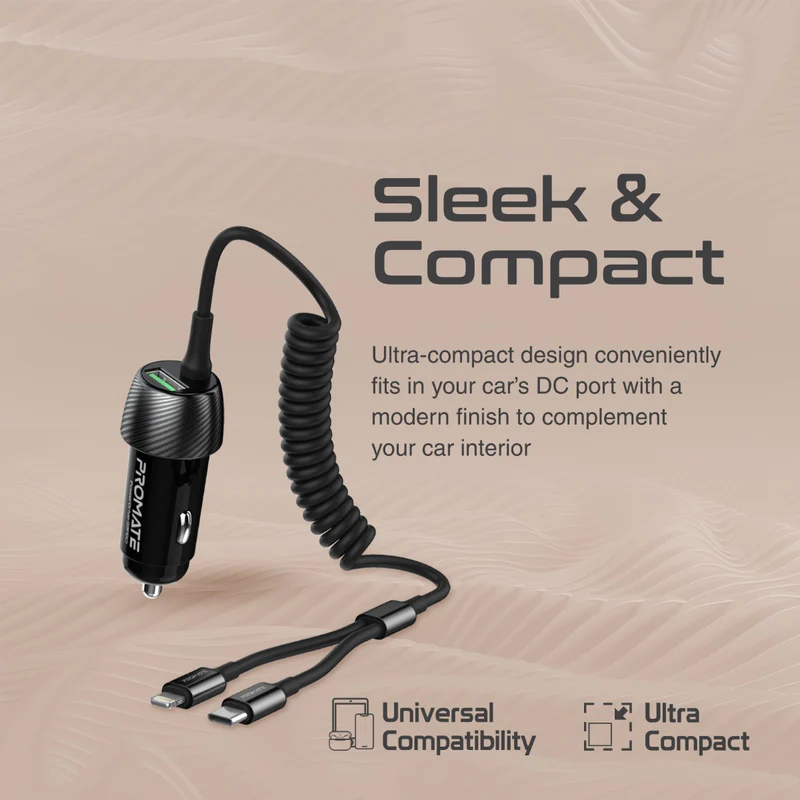 Sleek &
Compact
Ultra-compact design conveniently
fits in your car’s DC port with a
modern finish to complement
your car interior
PROMATE
Universal
Compatibility
Ultra
Compact